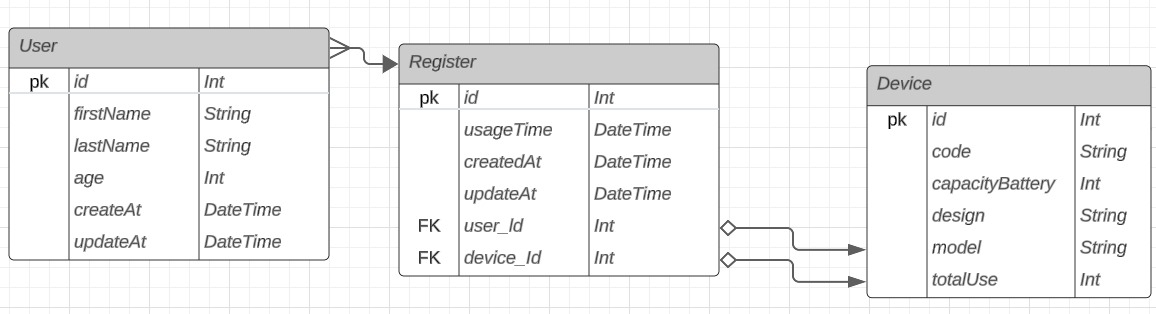 User
pk id Int
firstName String
lastName String
age Int
createAt DateTime
updateAt DateTime
Register
pk id Int
usageTime DateTime
createdAt DateTime
updateAt DateTime
FK user_Id Int
FK device_Id Int
Device
pk id Int
code String
capacityBattery Int
design String
model String
totalUse Int